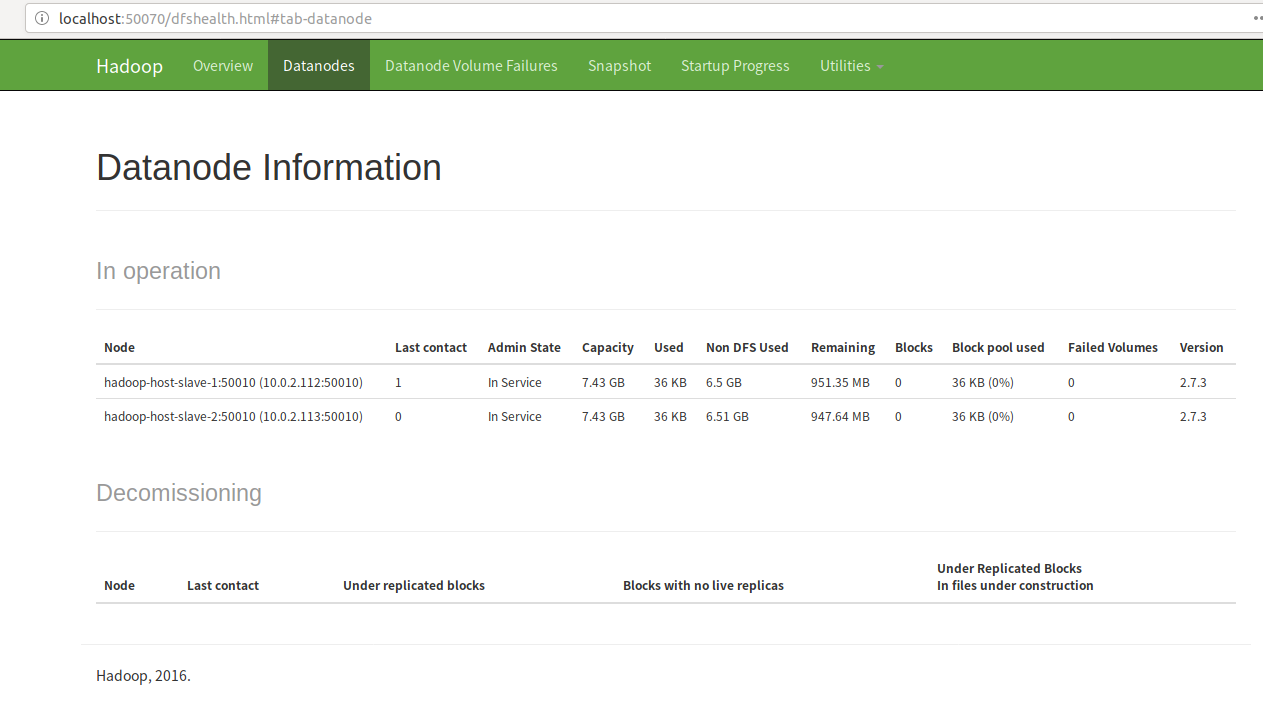 localhost:50070/dfshealth.html#tab-datanode
Hadoop Overview Datanodes Datanode Volume Failures Snapshot Startup Progress Utilities
Datanode Information
In operation
Node Last contact Admin State Capacity Used Non DFS Used Remaining Blocks Block pool used Failed Volumes Version
hadoop-host-slave-1:50010 (10.0.2.112:50010) 1 In Service 7.43 GB 36 KB 6.5 GB 951.35 MB 0 36 KB (0%) 0 2.7.3
hadoop-host-slave-2:50010 (10.0.2.113:50010) 0 In Service 7.43 GB 36 KB 6.51 GB 947.64 MB 0 36 KB (0%) 0 2.7.3
Decomissioning
Node Last contact Under replicated blocks Blocks with no live replicas Under Replicated Blocks
In files under construction
Hadoop, 2016.